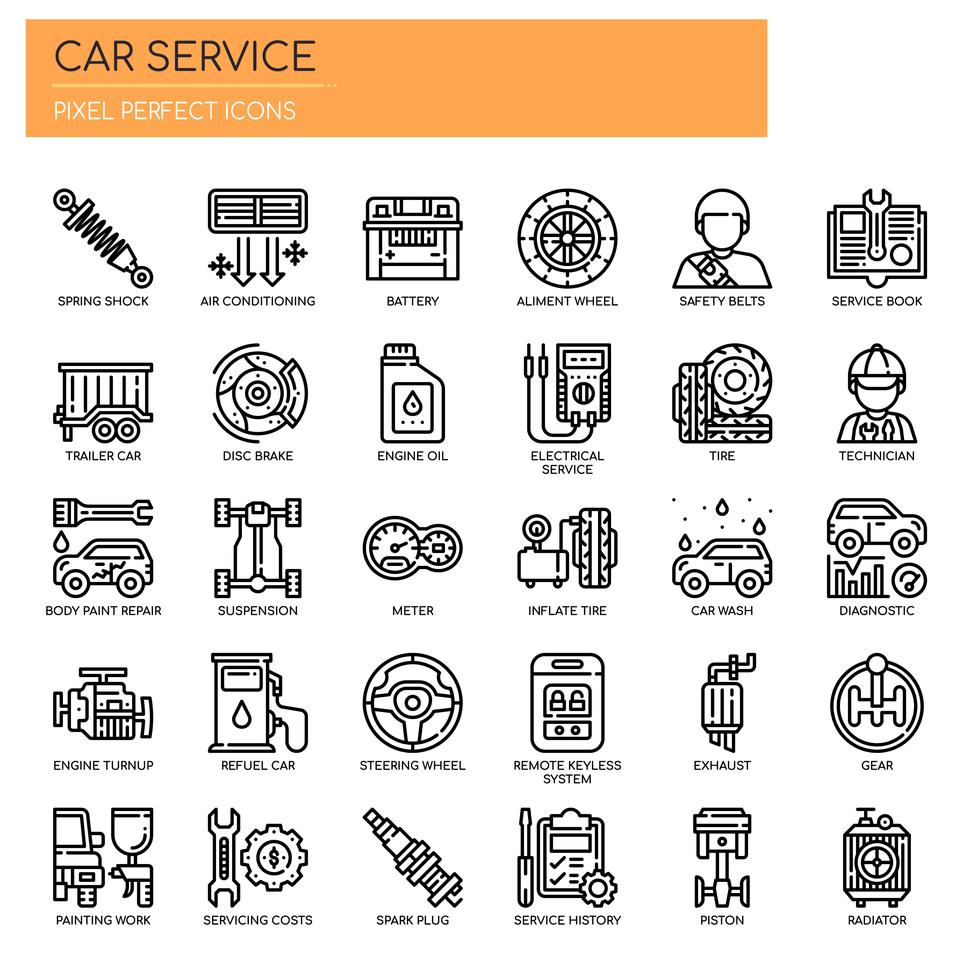 CAR SERVICE
PIXEL PERFECT ICONS
SPRING SHOCK
AIR CONDITIONING
BATTERY
ALIMENT WHEEL
SAFETY BELTS
SERVICE BOOK
TRAILER CAR
DISC BRAKE
ENGINE OIL
ELECTRICAL
SERVICE
TIRE
TECHNICIAN
BODY PAINT REPAIR
SUSPENSION
METER
INFLATE TIRE
CAR WASH
DIAGNOSTIC
ENGINE TURNUP
REFUEL CAR
STEERING WHEEL
REMOTE KEYLESS
SYSTEM
EXHAUST
GEAR
PAINTING WORK
$
SERVICING COSTS
SPARK PLUG
SERVICE HISTORY
PISTON
RADIATOR